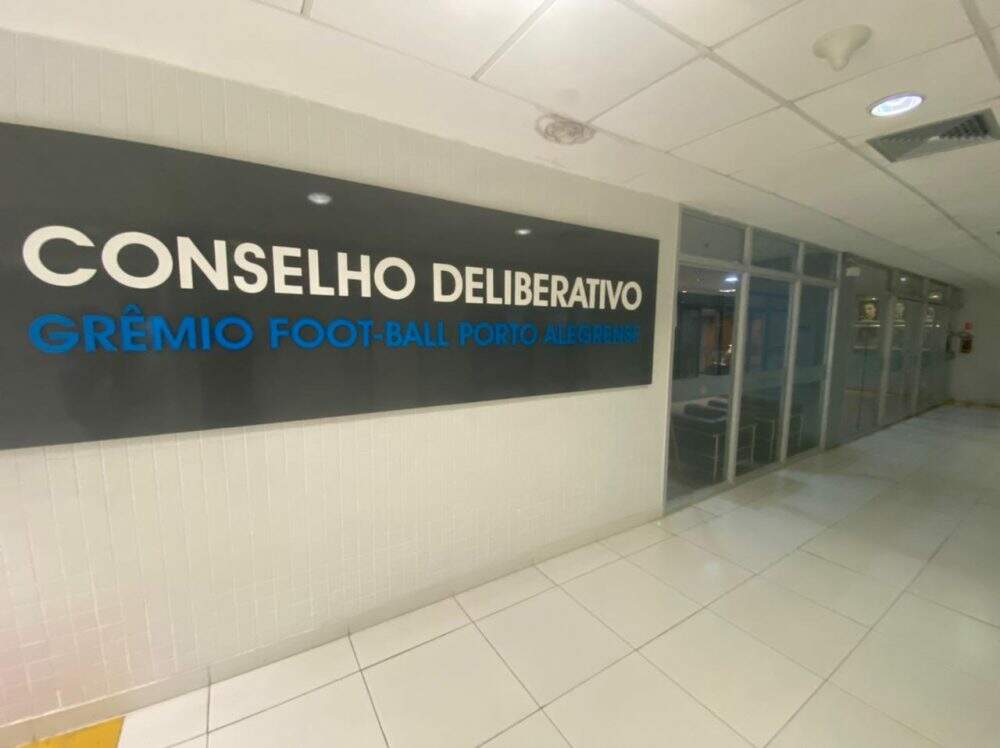 CONSELHO DELIBERATIVO
GRÊMIO FOOT-BALL PORTO ALEGRENSE